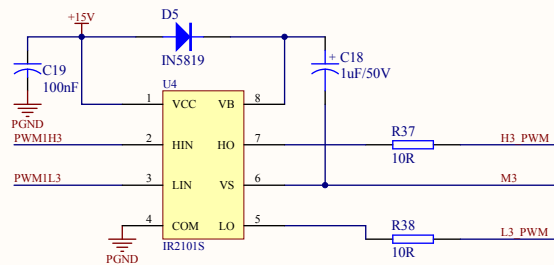 D5
+15V
IN5819
C19
100nF
+ C18
1uF/50V
U4
PGND
1 VCC VB 8
PWM1H3 2 HIN HO 7 R37 H3_PWM
10R
PWM1L3 3 LIN VS 6 M3
4 COM LO 5 R38 L3_PWM
PGND IR2101S 10R